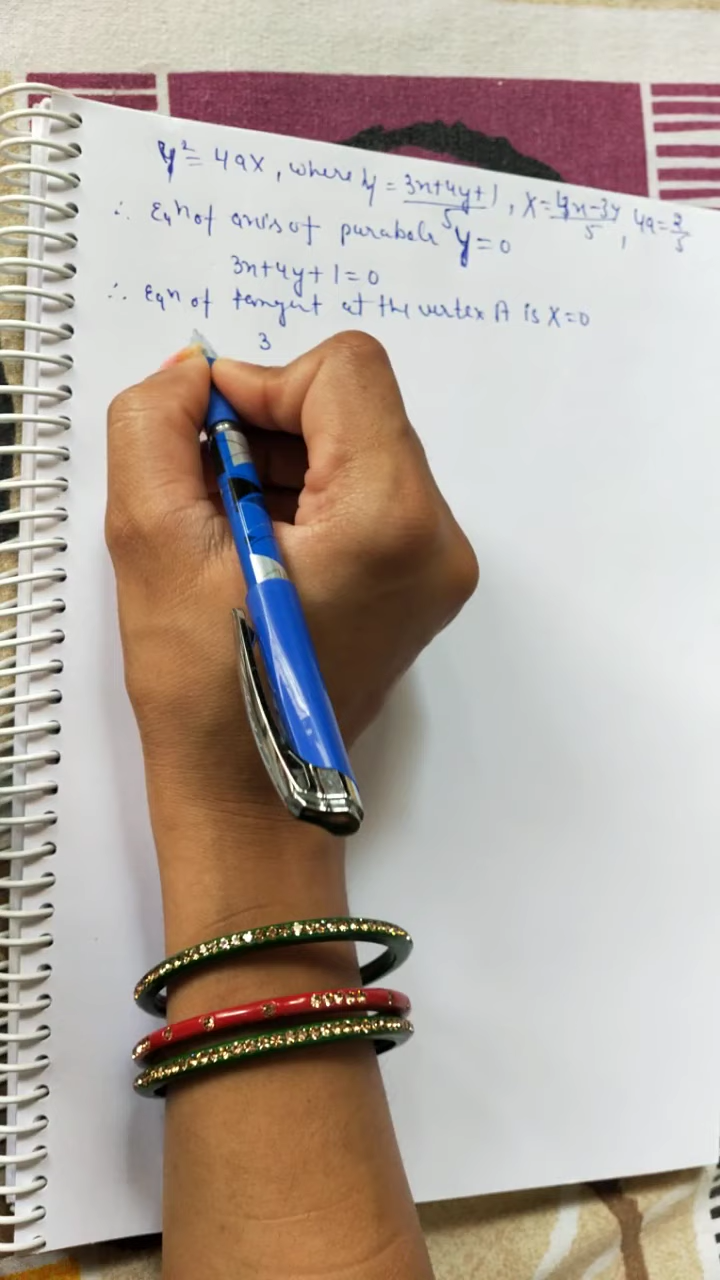 Y² = 4aX, where Y = 3x+4y+1/5, X = 4x-3y/5, 4a = 2/5
∴ Eqn of axis of parabola Y=0
3x+4y+1=0
∴ Eqn of tangent at the vertex A is X=0
3